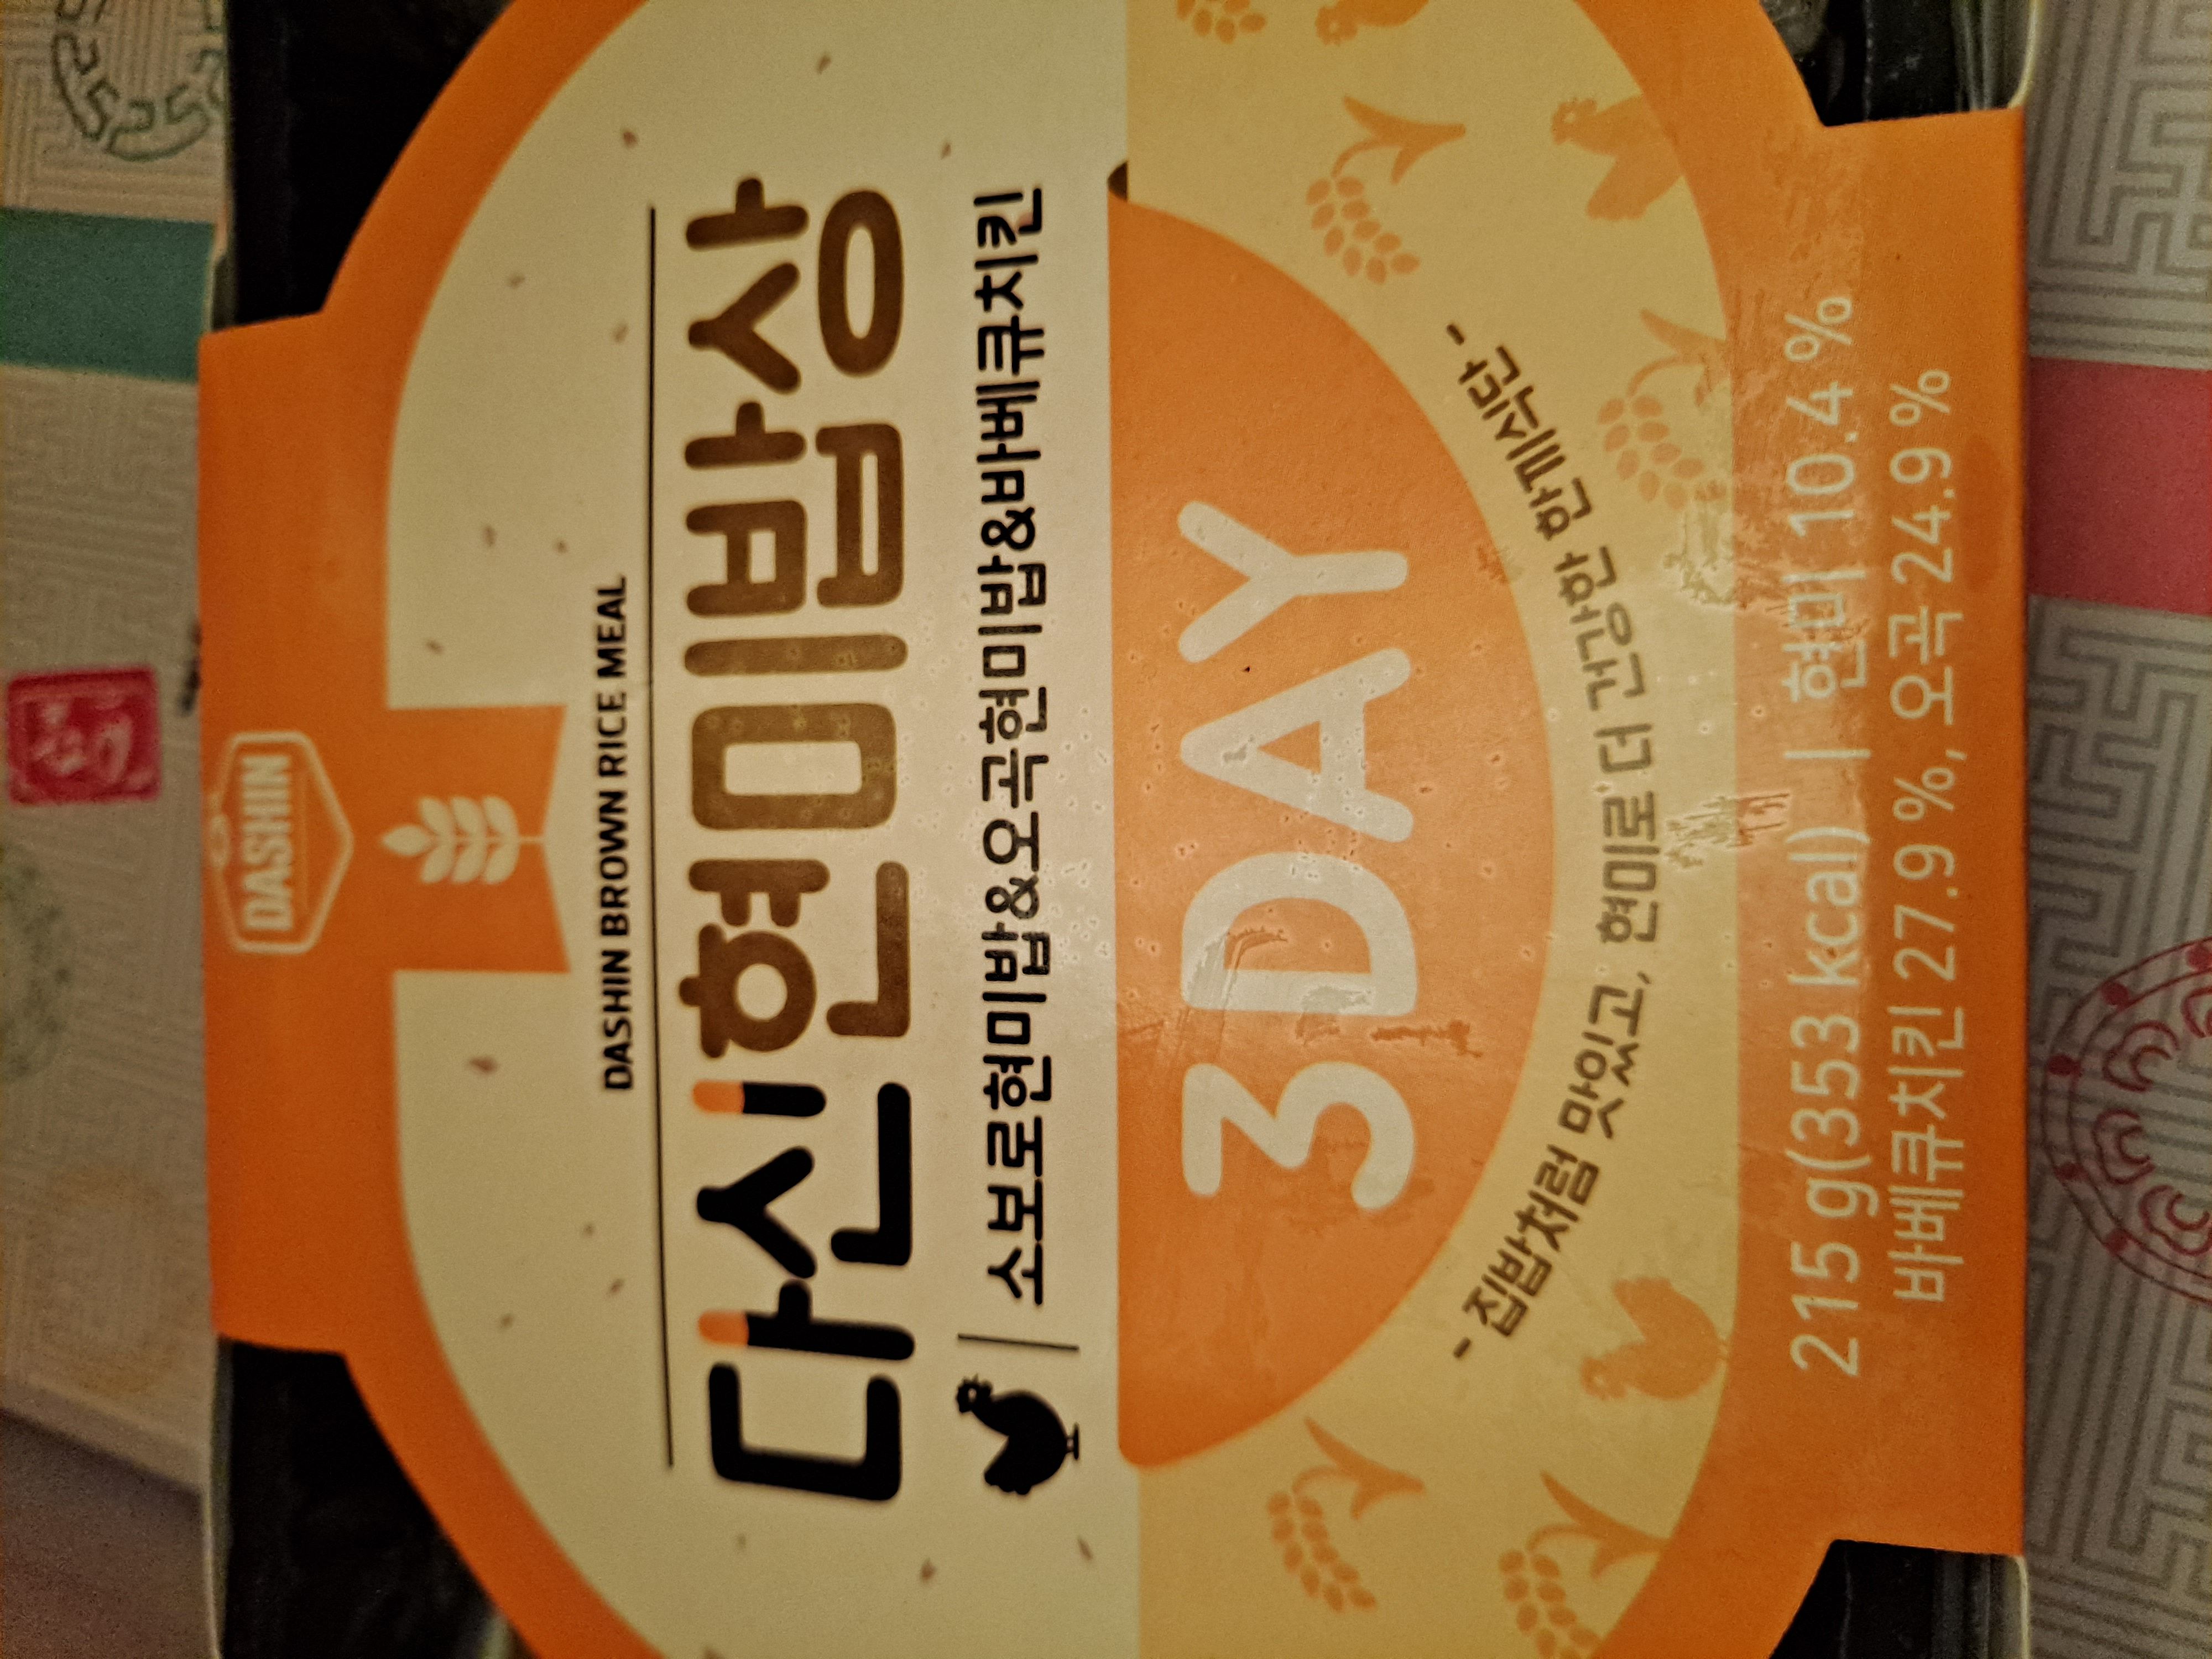 DASHIN
DASHIN BROWN RICE MEAL
다신현미밥상
소보로현미밥&오곡현미밥&바베큐치킨
3DAY
- 집밥처럼 맛있고, 현미로 더 건강한 한끼식단 -
215 g(353 kcal) | 현미 10.4 %
바베큐치킨 27.9 %, 오곡 24.9 %